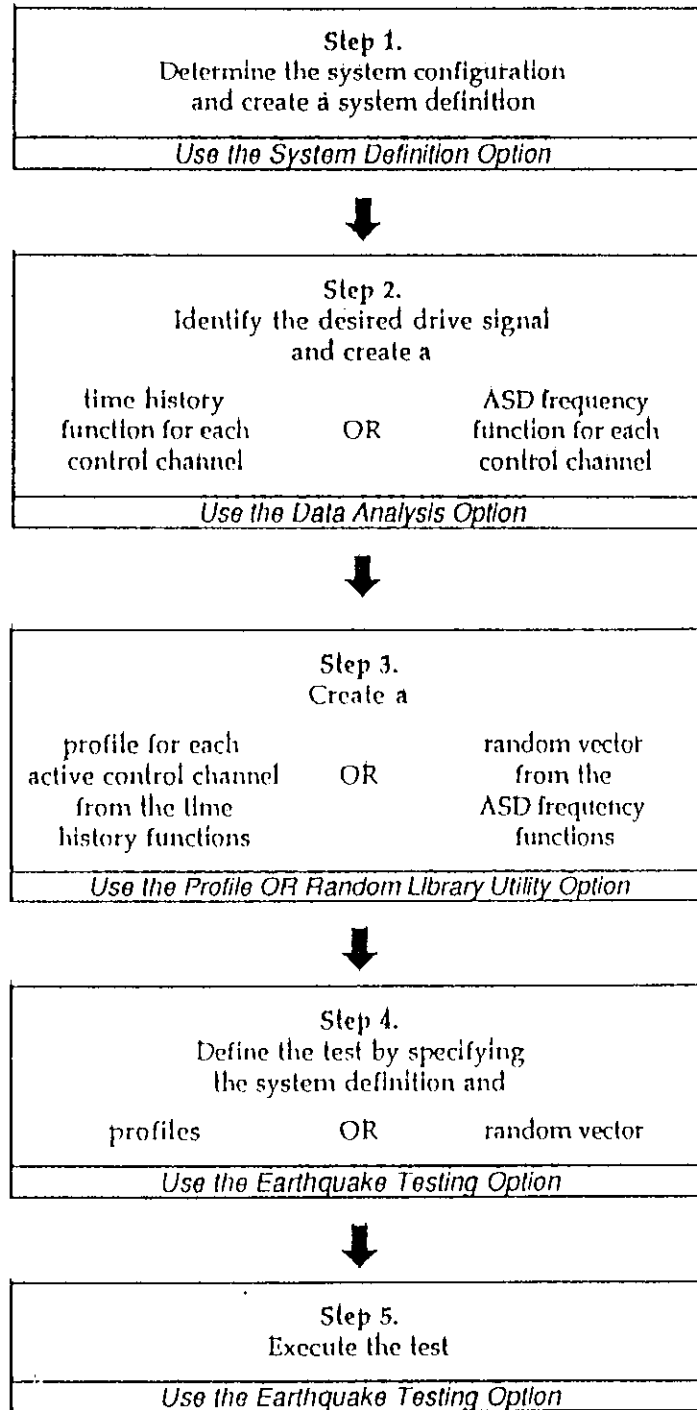 Step 1.
Determine the system configuration
and create a system definition
Use the System Definition Option
Step 2.
Identify the desired drive signal
and create a
time history
function for each
control channel
OR
ASD frequency
function for each
control channel
Use the Data Analysis Option
Step 3.
Create a
profile for each
active control channel
from the time
history functions
OR
random vector
from the
ASD frequency
functions
Use the Profile OR Random Library Utility Option
Step 4.
Define the test by specifying
the system definition and
profiles OR random vector
Use the Earthquake Testing Option
Step 5.
Execute the test
Use the Earthquake Testing Option